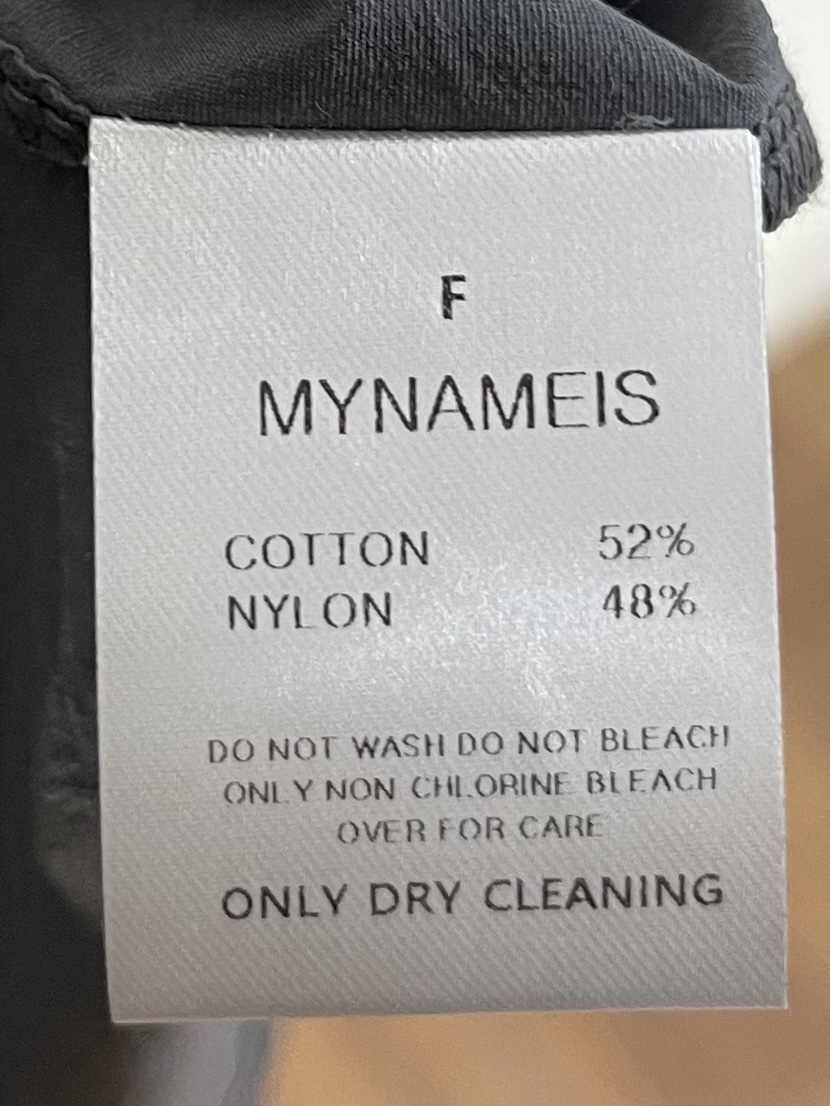 F
MYNAMEIS
COTTON 52%
NYLON 48%
DO NOT WASH DO NOT BLEACH
ONLY NON CHLORINE BLEACH
OVER FOR CARE
ONLY DRY CLEANING